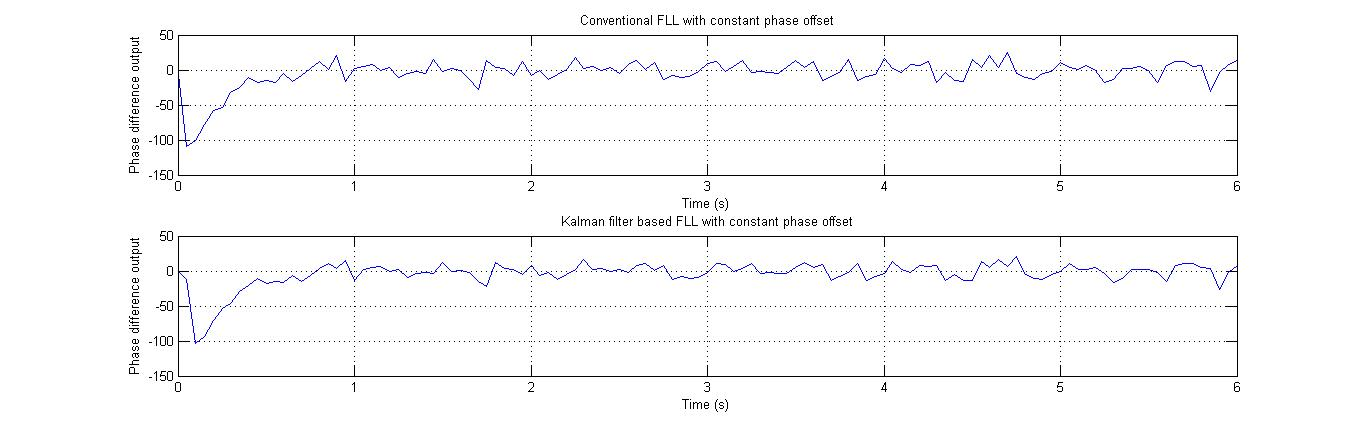 Conventional FLL with constant phase offset
50
0
-50
-100
-150
Phase difference output
0 1 2 3 4 5 6
Time (s)
Kalman filter based FLL with constant phase offset
50
0
-50
-100
-150
Phase difference output
0 1 2 3 4 5 6
Time (s)